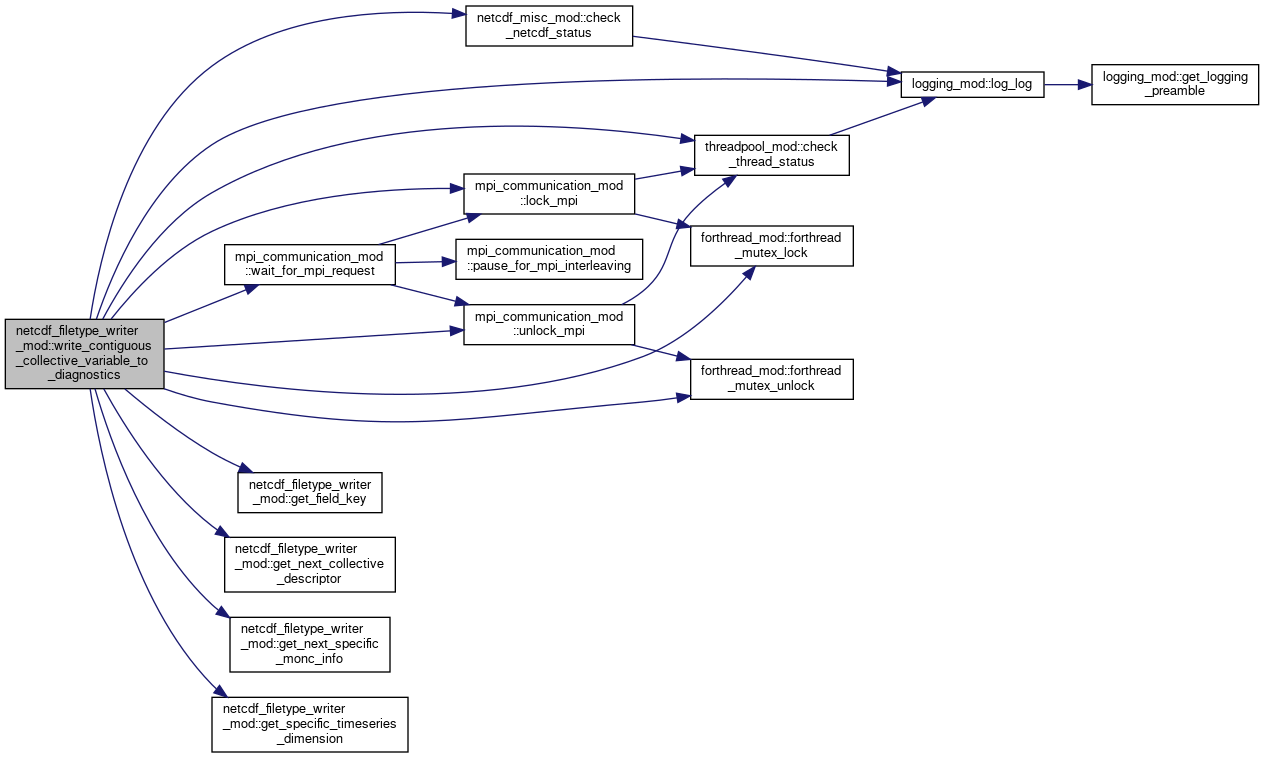 netcdf_filetype_writer
_mod::write_contiguous
_collective_variable_to
_diagnostics
netcdf_misc_mod::check
_netcdf_status
logging_mod::log_log
logging_mod::get_logging
_preamble
threadpool_mod::check
_thread_status
mpi_communication_mod
::lock_mpi
forthread_mod::forthread
_mutex_lock
mpi_communication_mod
::wait_for_mpi_request
mpi_communication_mod
::pause_for_mpi_interleaving
mpi_communication_mod
::unlock_mpi
forthread_mod::forthread
_mutex_unlock
netcdf_filetype_writer
_mod::get_field_key
netcdf_filetype_writer
_mod::get_next_collective
_descriptor
netcdf_filetype_writer
_mod::get_next_specific
_monc_info
netcdf_filetype_writer
_mod::get_specific_timeseries
_dimension